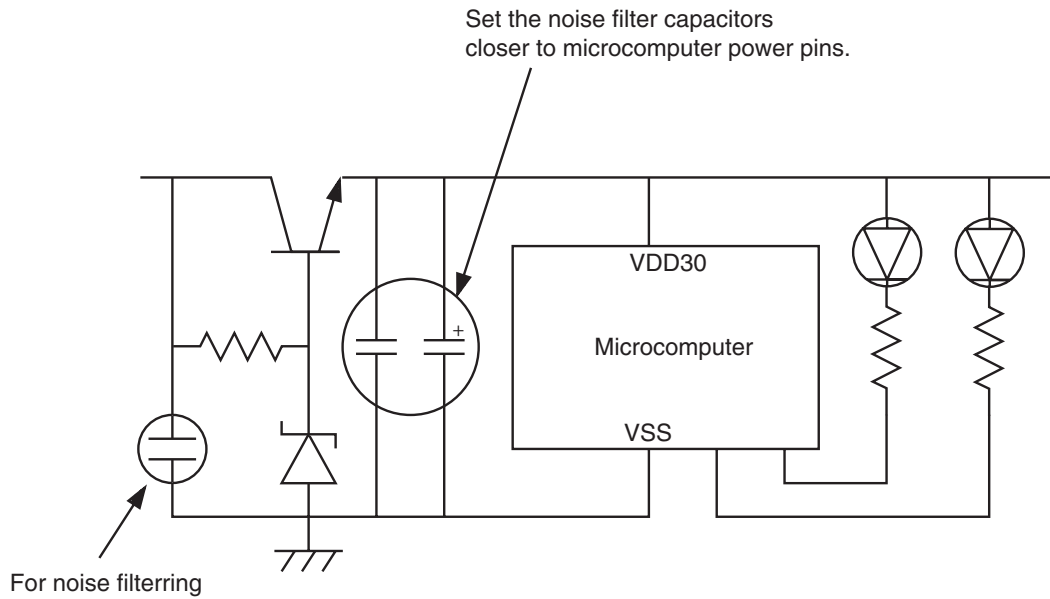 Set the noise filter capacitors
closer to microcomputer power pins.
VDD30
+
Microcomputer
VSS
For noise filterring